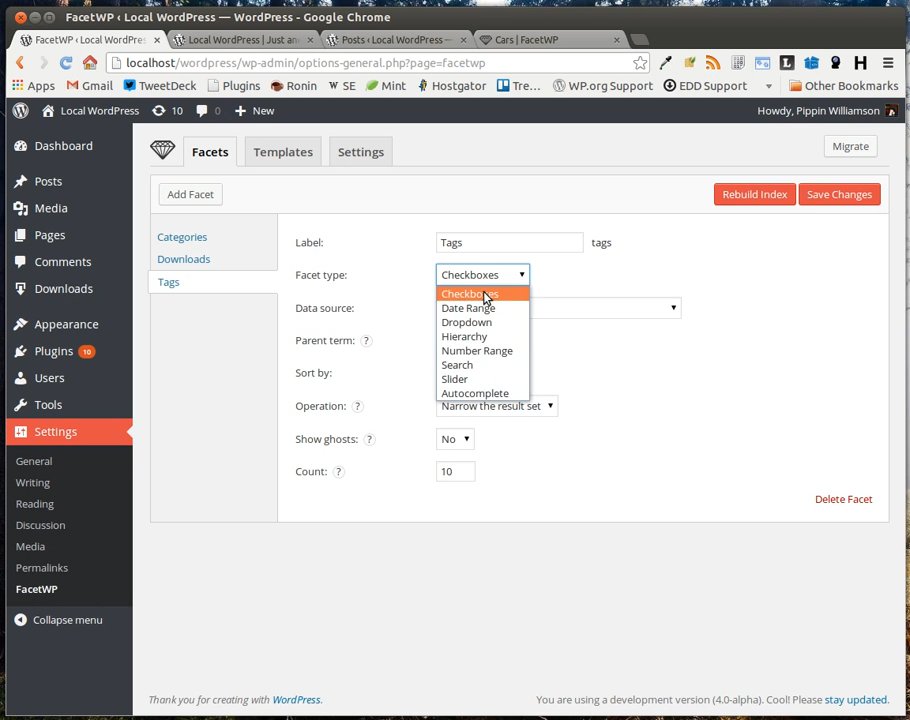 FacetWP ‹ Local WordPress — WordPress - Google Chrome
FacetWP ‹ Local WordPre
Local WordPress | Just an
Posts ‹ Local WordPress —
Cars | FacetWP
localhost/wordpress/wp-admin/options-general.php?page=facetwp
Apps Gmail TweetDeck Plugins Ronin SE Mint Hostgator Tre... WP.org Support EDD Support Other Bookmarks
Local WordPress 10 0 New Howdy, Pippin Williamson
Dashboard
Posts
Media
Pages
Comments
Downloads
Appearance
Plugins 10
Users
Tools
Settings
General
Writing
Reading
Discussion
Media
Permalinks
FacetWP
Collapse menu
Facets Templates Settings Migrate
Add Facet Rebuild Index Save Changes
Categories
Downloads
Tags
Label: Tags tags
Facet type: Checkboxes
Checkboxes
Date Range
Dropdown
Hierarchy
Number Range
Search
Slider
Autocomplete
Data source:
Parent term: ?
Sort by:
Operation: ? Narrow the result set
Show ghosts: ? No
Count: ? 10
Delete Facet
Thank you for creating with WordPress.
You are using a development version (4.0-alpha). Cool! Please stay updated.